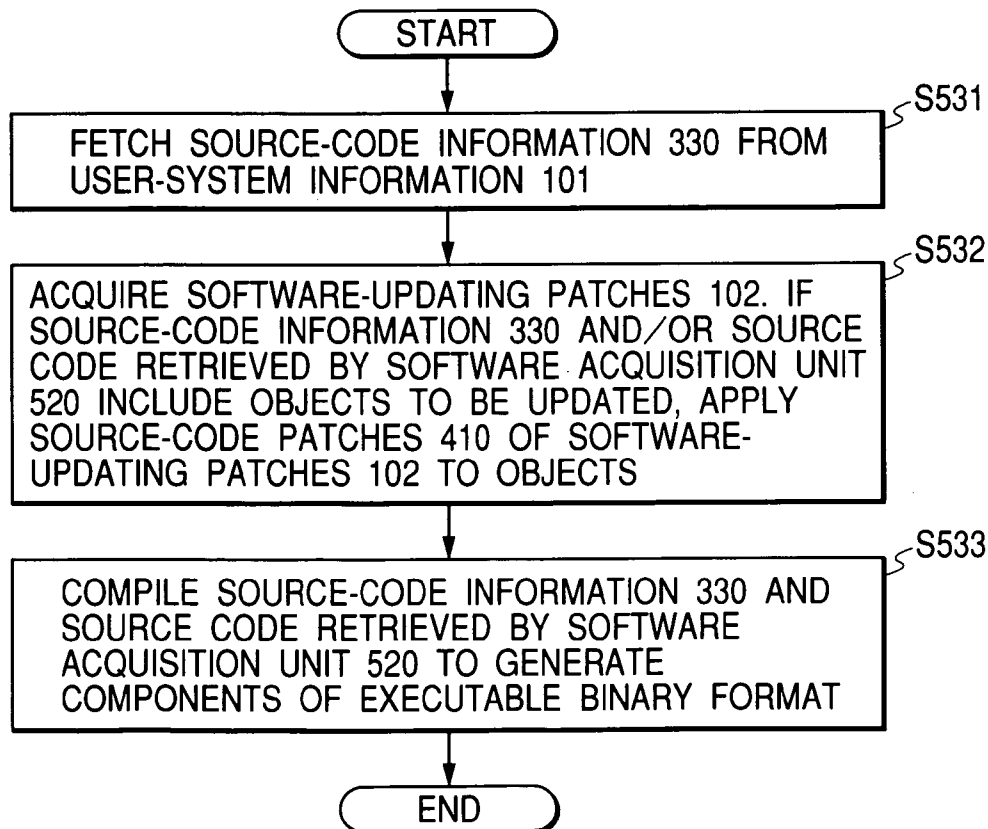 START
S531
FETCH SOURCE-CODE INFORMATION 330 FROM
USER-SYSTEM INFORMATION 101
S532
ACQUIRE SOFTWARE-UPDATING PATCHES 102. IF
SOURCE-CODE INFORMATION 330 AND/OR SOURCE
CODE RETRIEVED BY SOFTWARE ACQUISITION UNIT
520 INCLUDE OBJECTS TO BE UPDATED, APPLY
SOURCE-CODE PATCHES 410 OF SOFTWARE-
UPDATING PATCHES 102 TO OBJECTS
S533
COMPILE SOURCE-CODE INFORMATION 330 AND
SOURCE CODE RETRIEVED BY SOFTWARE
ACQUISITION UNIT 520 TO GENERATE
COMPONENTS OF EXECUTABLE BINARY FORMAT
END